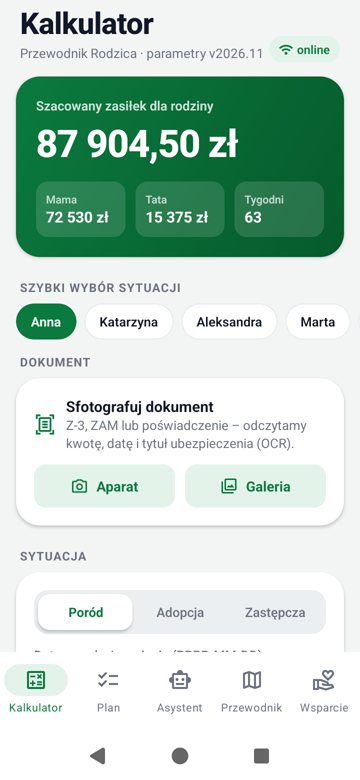 Kalkulator
Przewodnik Rodzica · parametry v2026.11
online
Szacowany zasiłek dla rodziny
87 904,50 zł
Mama
72 530 zł
Tata
15 375 zł
Tygodni
63
SZYBKI WYBÓR SYTUACJI
Anna
Katarzyna
Aleksandra
Marta
DOKUMENT
Sfotografuj dokument
Z-3, ZAM lub poświadczenie – odczytamy
kwotę, datę i tytuł ubezpieczenia (OCR).
Aparat
Galeria
SYTUACJA
Poród
Adopcja
Zastępcza
Kalkulator
Plan
Asystent
Przewodnik
Wsparcie